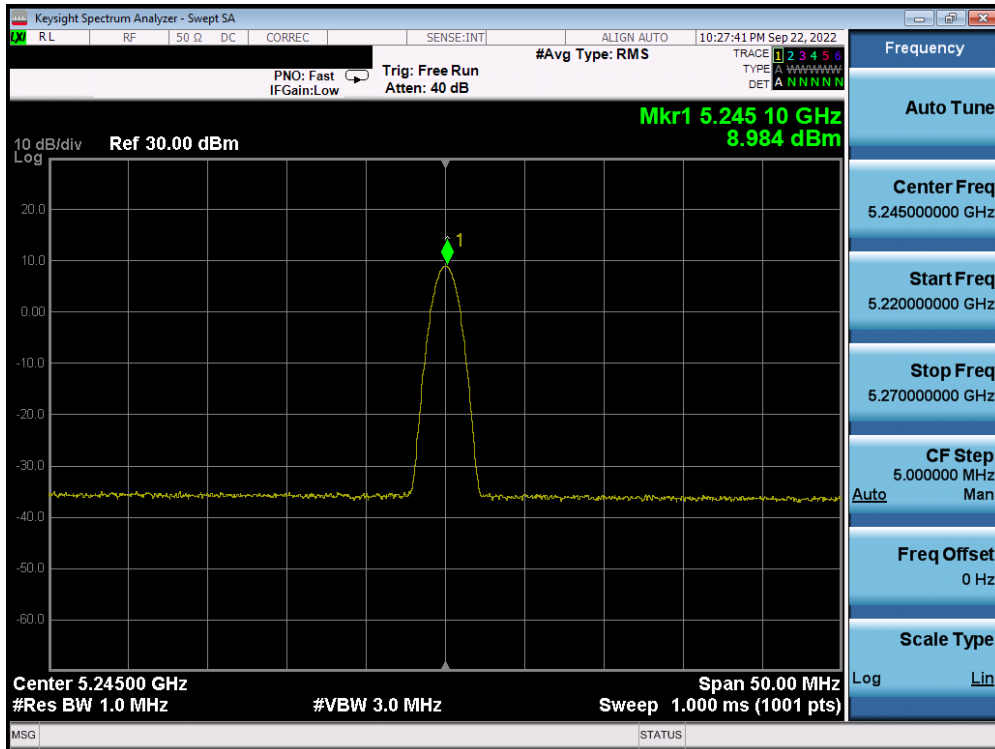 Keysight Spectrum Analyzer - Swept SA
LXI RL RF 50 Ω DC CORREC SENSE:INT ALIGN AUTO 10:27:41 PM Sep 22, 2022
#Avg Type: RMS
TRACE 1 2 3 4 5 6
TYPE A WWWWW
DET A N N N N N
PNO: Fast
IFGain:Low
Trig: Free Run
Atten: 40 dB
Mkr1 5.245 10 GHz
8.984 dBm
10 dB/div Ref 30.00 dBm
Log
1
20.0
10.0
0.00
-10.0
-20.0
-30.0
-40.0
-50.0
-60.0
Center 5.24500 GHz Span 50.00 MHz
#Res BW 1.0 MHz #VBW 3.0 MHz Sweep 1.000 ms (1001 pts)
MSG STATUS
Frequency
Auto Tune
Center Freq
5.245000000 GHz
Start Freq
5.220000000 GHz
Stop Freq
5.270000000 GHz
CF Step
5.000000 MHz
Auto Man
Freq Offset
0 Hz
Scale Type
Log Lin